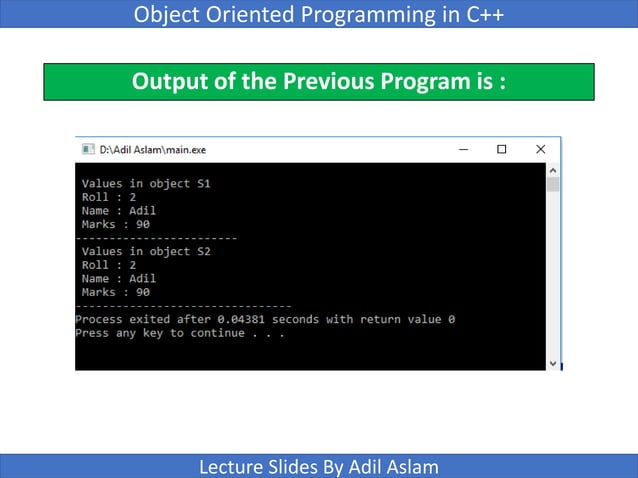 Object Oriented Programming in C++
Output of the Previous Program is :
D:\Adil Aslam\main.exe
Values in object S1
Roll : 2
Name : Adil
Marks : 90
------------------------
Values in object S2
Roll : 2
Name : Adil
Marks : 90
--------------------------------
Process exited after 0.04381 seconds with return value 0
Press any key to continue . . .
Lecture Slides By Adil Aslam